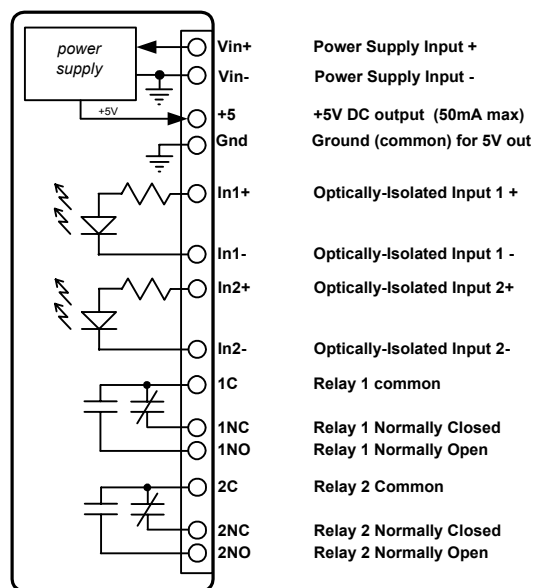 power
supply
+5V
Vin+ Power Supply Input +
Vin- Power Supply Input -
+5 +5V DC output (50mA max)
Gnd Ground (common) for 5V out
In1+ Optically-Isolated Input 1 +
In1- Optically-Isolated Input 1 -
In2+ Optically-Isolated Input 2+
In2- Optically-Isolated Input 2-
1C Relay 1 common
1NC Relay 1 Normally Closed
1NO Relay 1 Normally Open
2C Relay 2 Common
2NC Relay 2 Normally Closed
2NO Relay 2 Normally Open